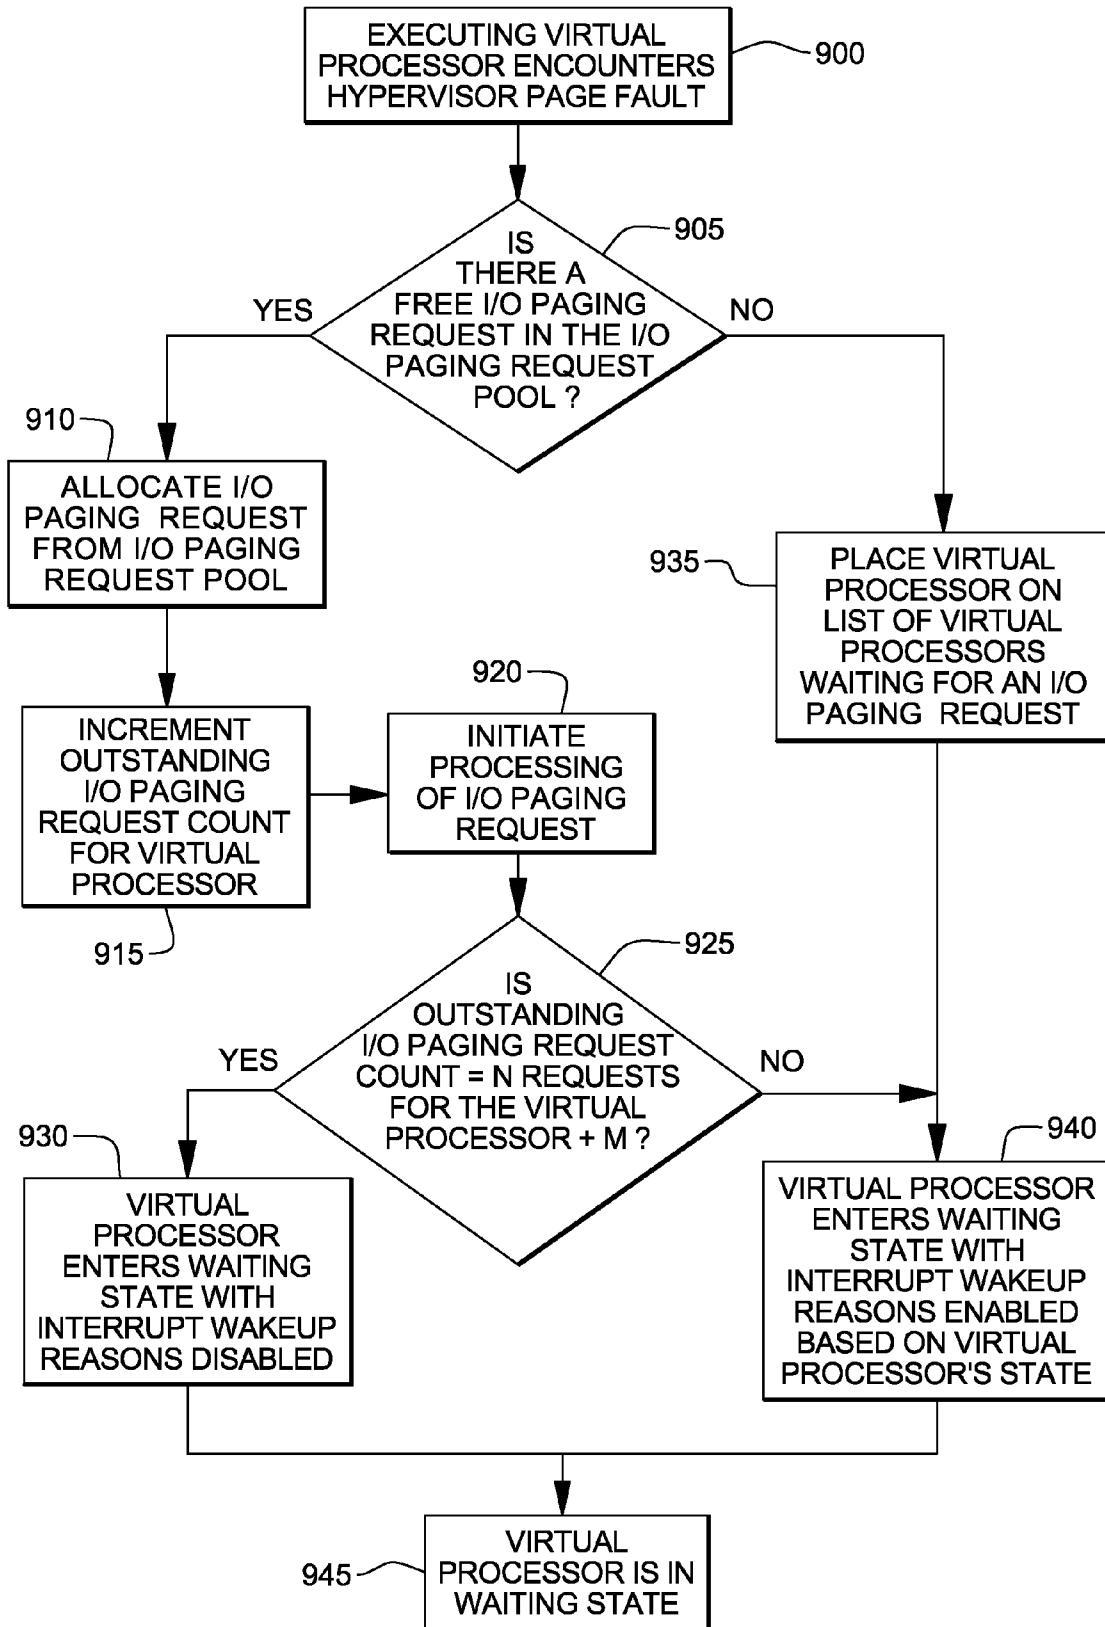 EXECUTING VIRTUAL
PROCESSOR ENCOUNTERS
HYPERVISOR PAGE FAULT
900
IS
THERE A
FREE I/O PAGING
REQUEST IN THE I/O
PAGING REQUEST
POOL ?
905
YES
NO
910
ALLOCATE I/O
PAGING REQUEST
FROM I/O PAGING
REQUEST POOL
935
PLACE VIRTUAL
PROCESSOR ON
LIST OF VIRTUAL
PROCESSORS
WAITING FOR AN I/O
PAGING REQUEST
INCREMENT
OUTSTANDING
I/O PAGING
REQUEST COUNT
FOR VIRTUAL
PROCESSOR
915
920
INITIATE
PROCESSING
OF I/O PAGING
REQUEST
925
IS
OUTSTANDING
I/O PAGING REQUEST
COUNT = N REQUESTS
FOR THE VIRTUAL
PROCESSOR + M ?
YES
NO
930
VIRTUAL
PROCESSOR
ENTERS WAITING
STATE WITH
INTERRUPT WAKEUP
REASONS DISABLED
940
VIRTUAL PROCESSOR
ENTERS WAITING
STATE WITH
INTERRUPT WAKEUP
REASONS ENABLED
BASED ON VIRTUAL
PROCESSOR'S STATE
945
VIRTUAL
PROCESSOR IS IN
WAITING STATE